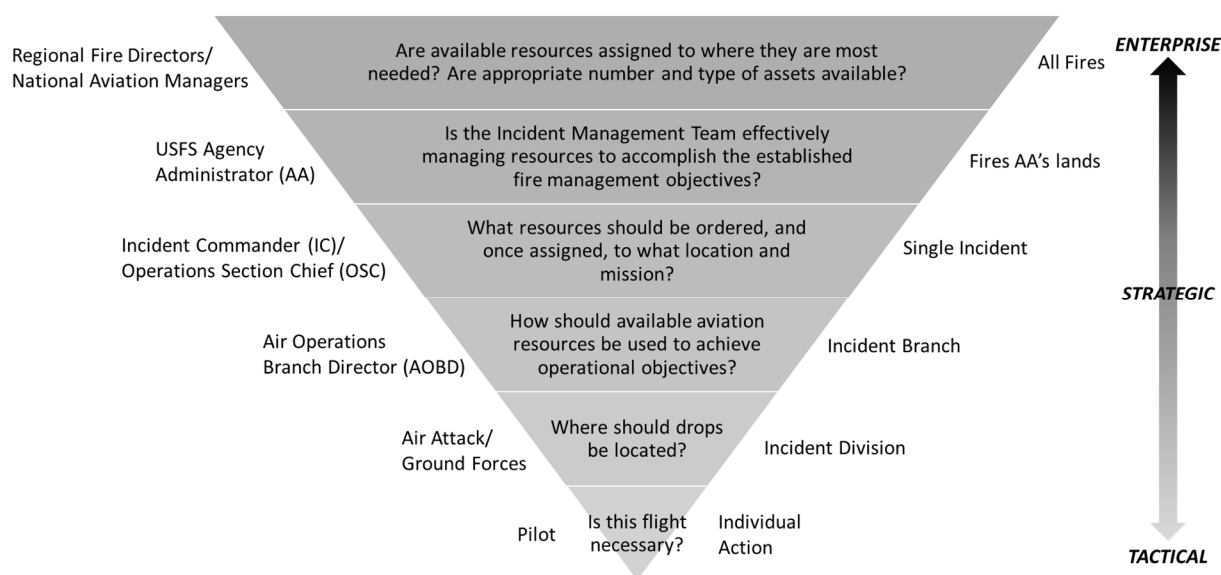 Regional Fire Directors/
National Aviation Managers
Are available resources assigned to where they are most
needed? Are appropriate number and type of assets available?
All Fires
ENTERPRISE
USFS Agency
Administrator (AA)
Is the Incident Management Team effectively
managing resources to accomplish the established
fire management objectives?
Fires AA's lands
Incident Commander (IC)/
Operations Section Chief (OSC)
What resources should be ordered, and
once assigned, to what location and
mission?
Single Incident
STRATEGIC
Air Operations
Branch Director (AOBD)
How should available aviation
resources be used to achieve
operational objectives?
Incident Branch
Air Attack/
Ground Forces
Where should drops
be located?
Incident Division
Pilot
Is this flight
necessary?
Individual
Action
TACTICAL